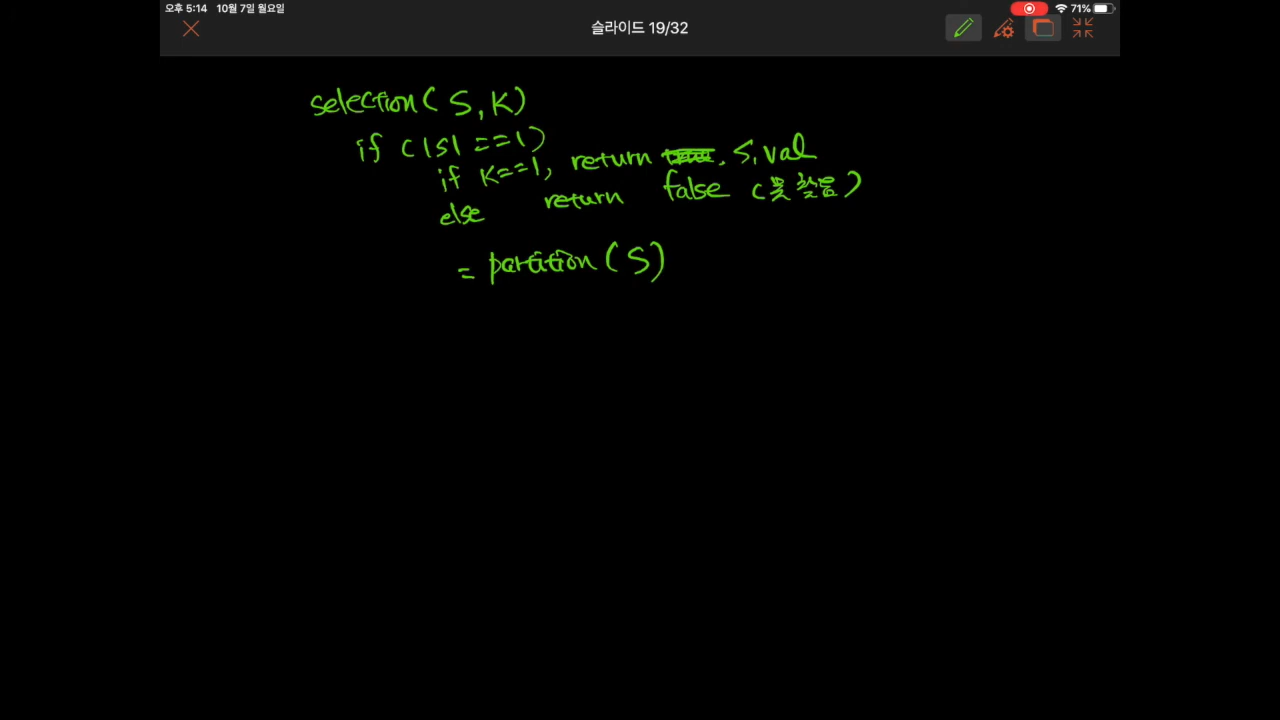 오후 5:14 10월 7일 월요일
71%
슬라이드 19/32
selection(S,K)
if (|S| ==1)
if K==1, return S.val
else return false (못찾음)
= partition(S)